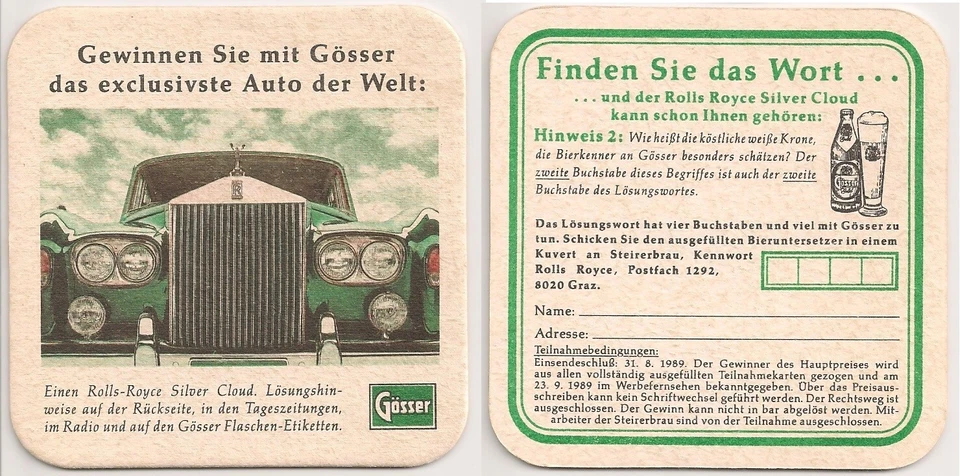 Gewinnen Sie mit Gösser
das exclusivste Auto der Welt:
Einen Rolls-Royce Silver Cloud. Lösungshin-
weise auf der Rückseite, in den Tageszeitungen,
im Radio und auf den Gösser Flaschen-Etiketten.
Gösser
Finden Sie das Wort ...
... und der Rolls Royce Silver Cloud
kann schon Ihnen gehören:
Hinweis 2: Wie heißt die köstliche weiße Krone,
die Bierkenner an Gösser besonders schätzen? Der
zweite Buchstabe dieses Begriffes ist auch der zweite
Buchstabe des Lösungswortes.
Gösser
Das Lösungswort hat vier Buchstaben und viel mit Gösser zu
tun. Schicken Sie den ausgefüllten Bieruntersetzer in einem
Kuvert an Steirerbrau, Kennwort
Rolls Royce, Postfach 1292,
8020 Graz.
Name:
Adresse:
Teilnahmebedingungen:
Einsendeschluß: 31. 8. 1989. Der Gewinner des Hauptpreises wird
aus allen vollständig ausgefüllten Teilnahmekarten gezogen und am
23. 9. 1989 im Werbefernsehen bekanntgegeben. Über das Preisaus-
schreiben kann kein Schriftwechsel geführt werden. Der Rechtsweg ist
ausgeschlossen. Der Gewinn kann nicht in bar abgelöst werden. Mit-
arbeiter der Steirerbrau sind von der Teilnahme ausgeschlossen.